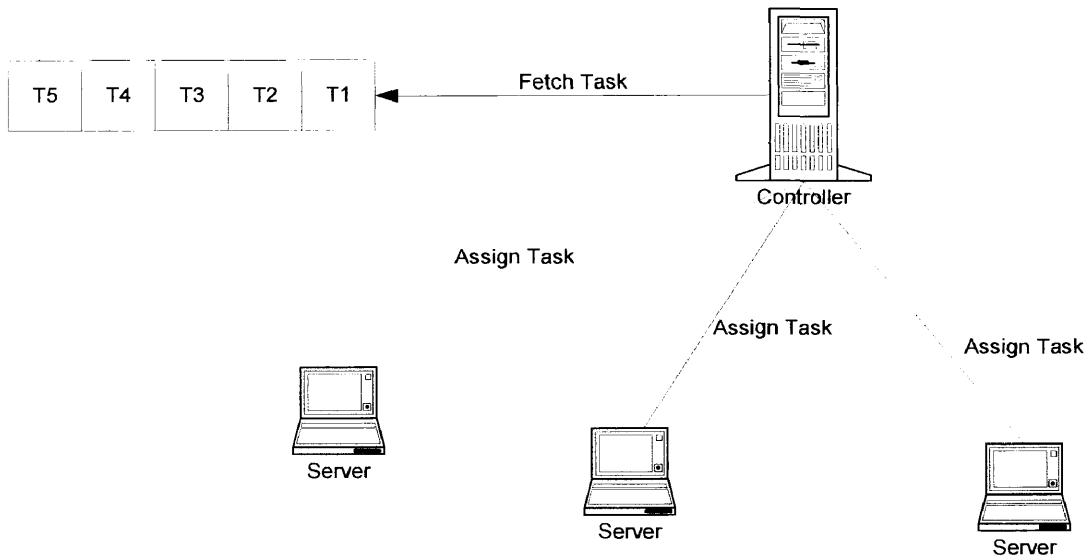 T5 T4 T3 T2 T1
Fetch Task
Controller
Assign Task
Assign Task
Assign Task
Server
Server
Server